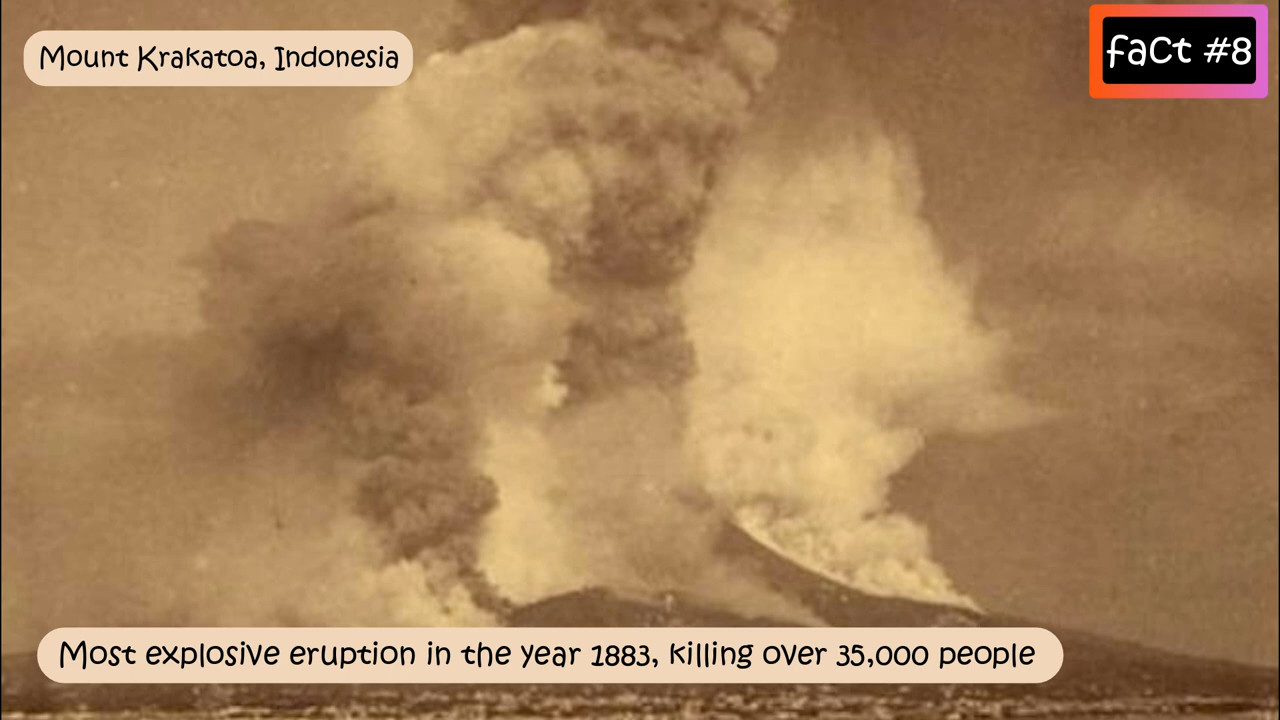 Mount Krakatoa, Indonesia
fact #8
Most explosive eruption in the year 1883, killing over 35,000 people